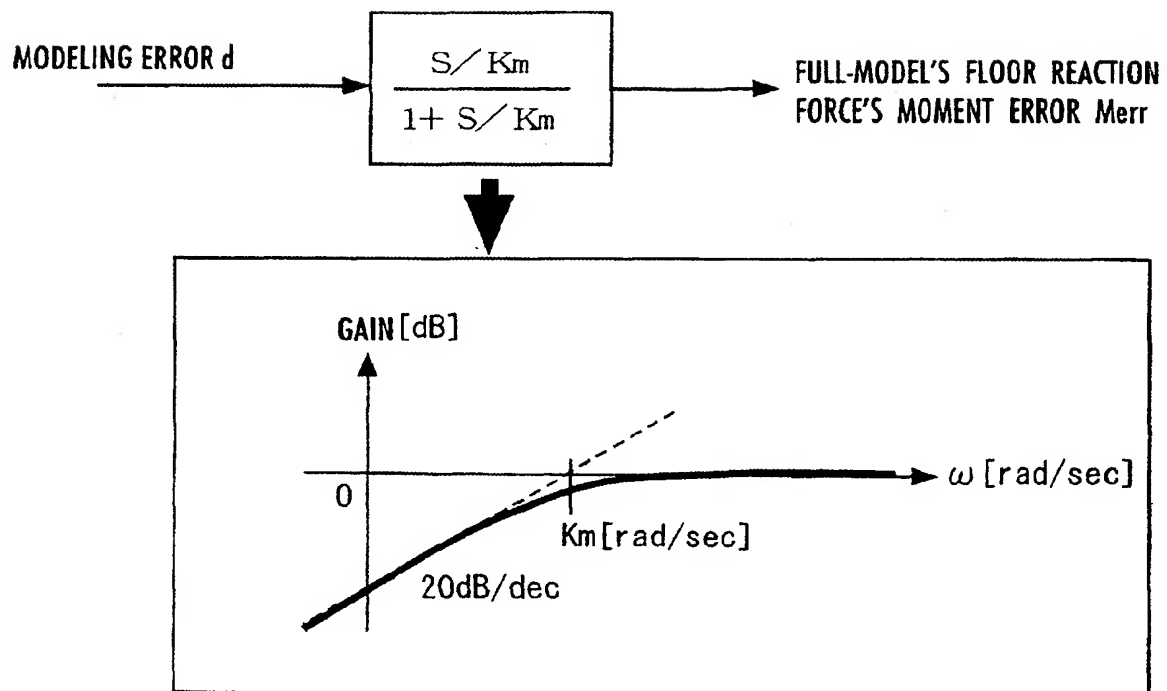 MODELING ERROR d
S/Km
1+ S/Km
FULL-MODEL'S FLOOR REACTION
FORCE'S MOMENT ERROR Merr
GAIN[dB]
0
ω[rad/sec]
Km[rad/sec]
20dB/dec